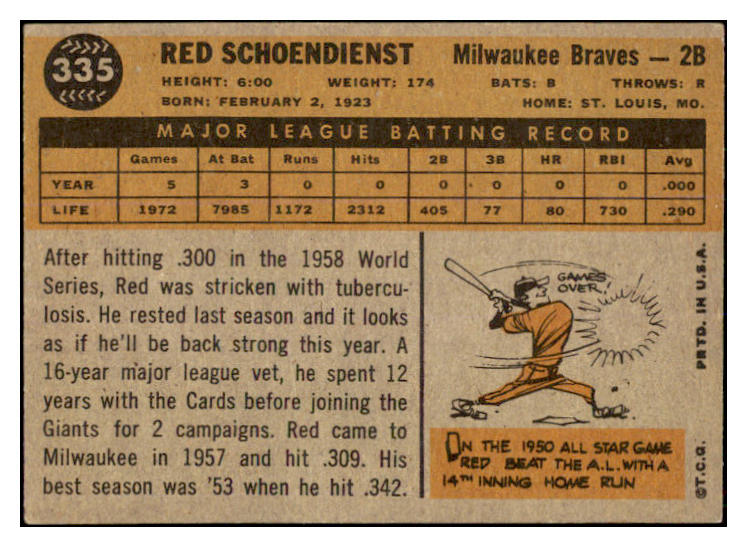 335
RED SCHOENDIENST Milwaukee Braves — 2B
HEIGHT: 6:00 WEIGHT: 174 BATS: B THROWS: R
BORN: FEBRUARY 2, 1923 HOME: ST. LOUIS, MO.
MAJOR LEAGUE BATTING RECORD
Games At Bat Runs Hits 2B 3B HR RBI Avg
YEAR 5 3 0 0 0 0 0 0 .000
LIFE 1972 7985 1172 2312 405 77 80 730 .290
After hitting .300 in the 1958 World
Series, Red was stricken with tubercu-
losis. He rested last season and it looks
as if he'll be back strong this year. A
16-year major league vet, he spent 12
years with the Cards before joining the
Giants for 2 campaigns. Red came to
Milwaukee in 1957 and hit .309. His
best season was '53 when he hit .342.
GAMES
OVER!
IN THE 1950 ALL STAR GAME
RED BEAT THE A.L. WITH A
14TH INNING HOME RUN
©T.C.G. PRTD. IN U.S.A.